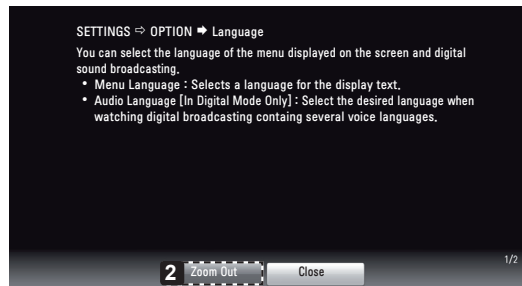 SETTINGS ⇨ OPTION ➡ Language
You can select the language of the menu displayed on the screen and digital
sound broadcasting.
• Menu Language : Selects a language for the display text.
• Audio Language [In Digital Mode Only] : Select the desired language when
watching digital broadcasting containg several voice languages.
1/2
2 Zoom Out Close